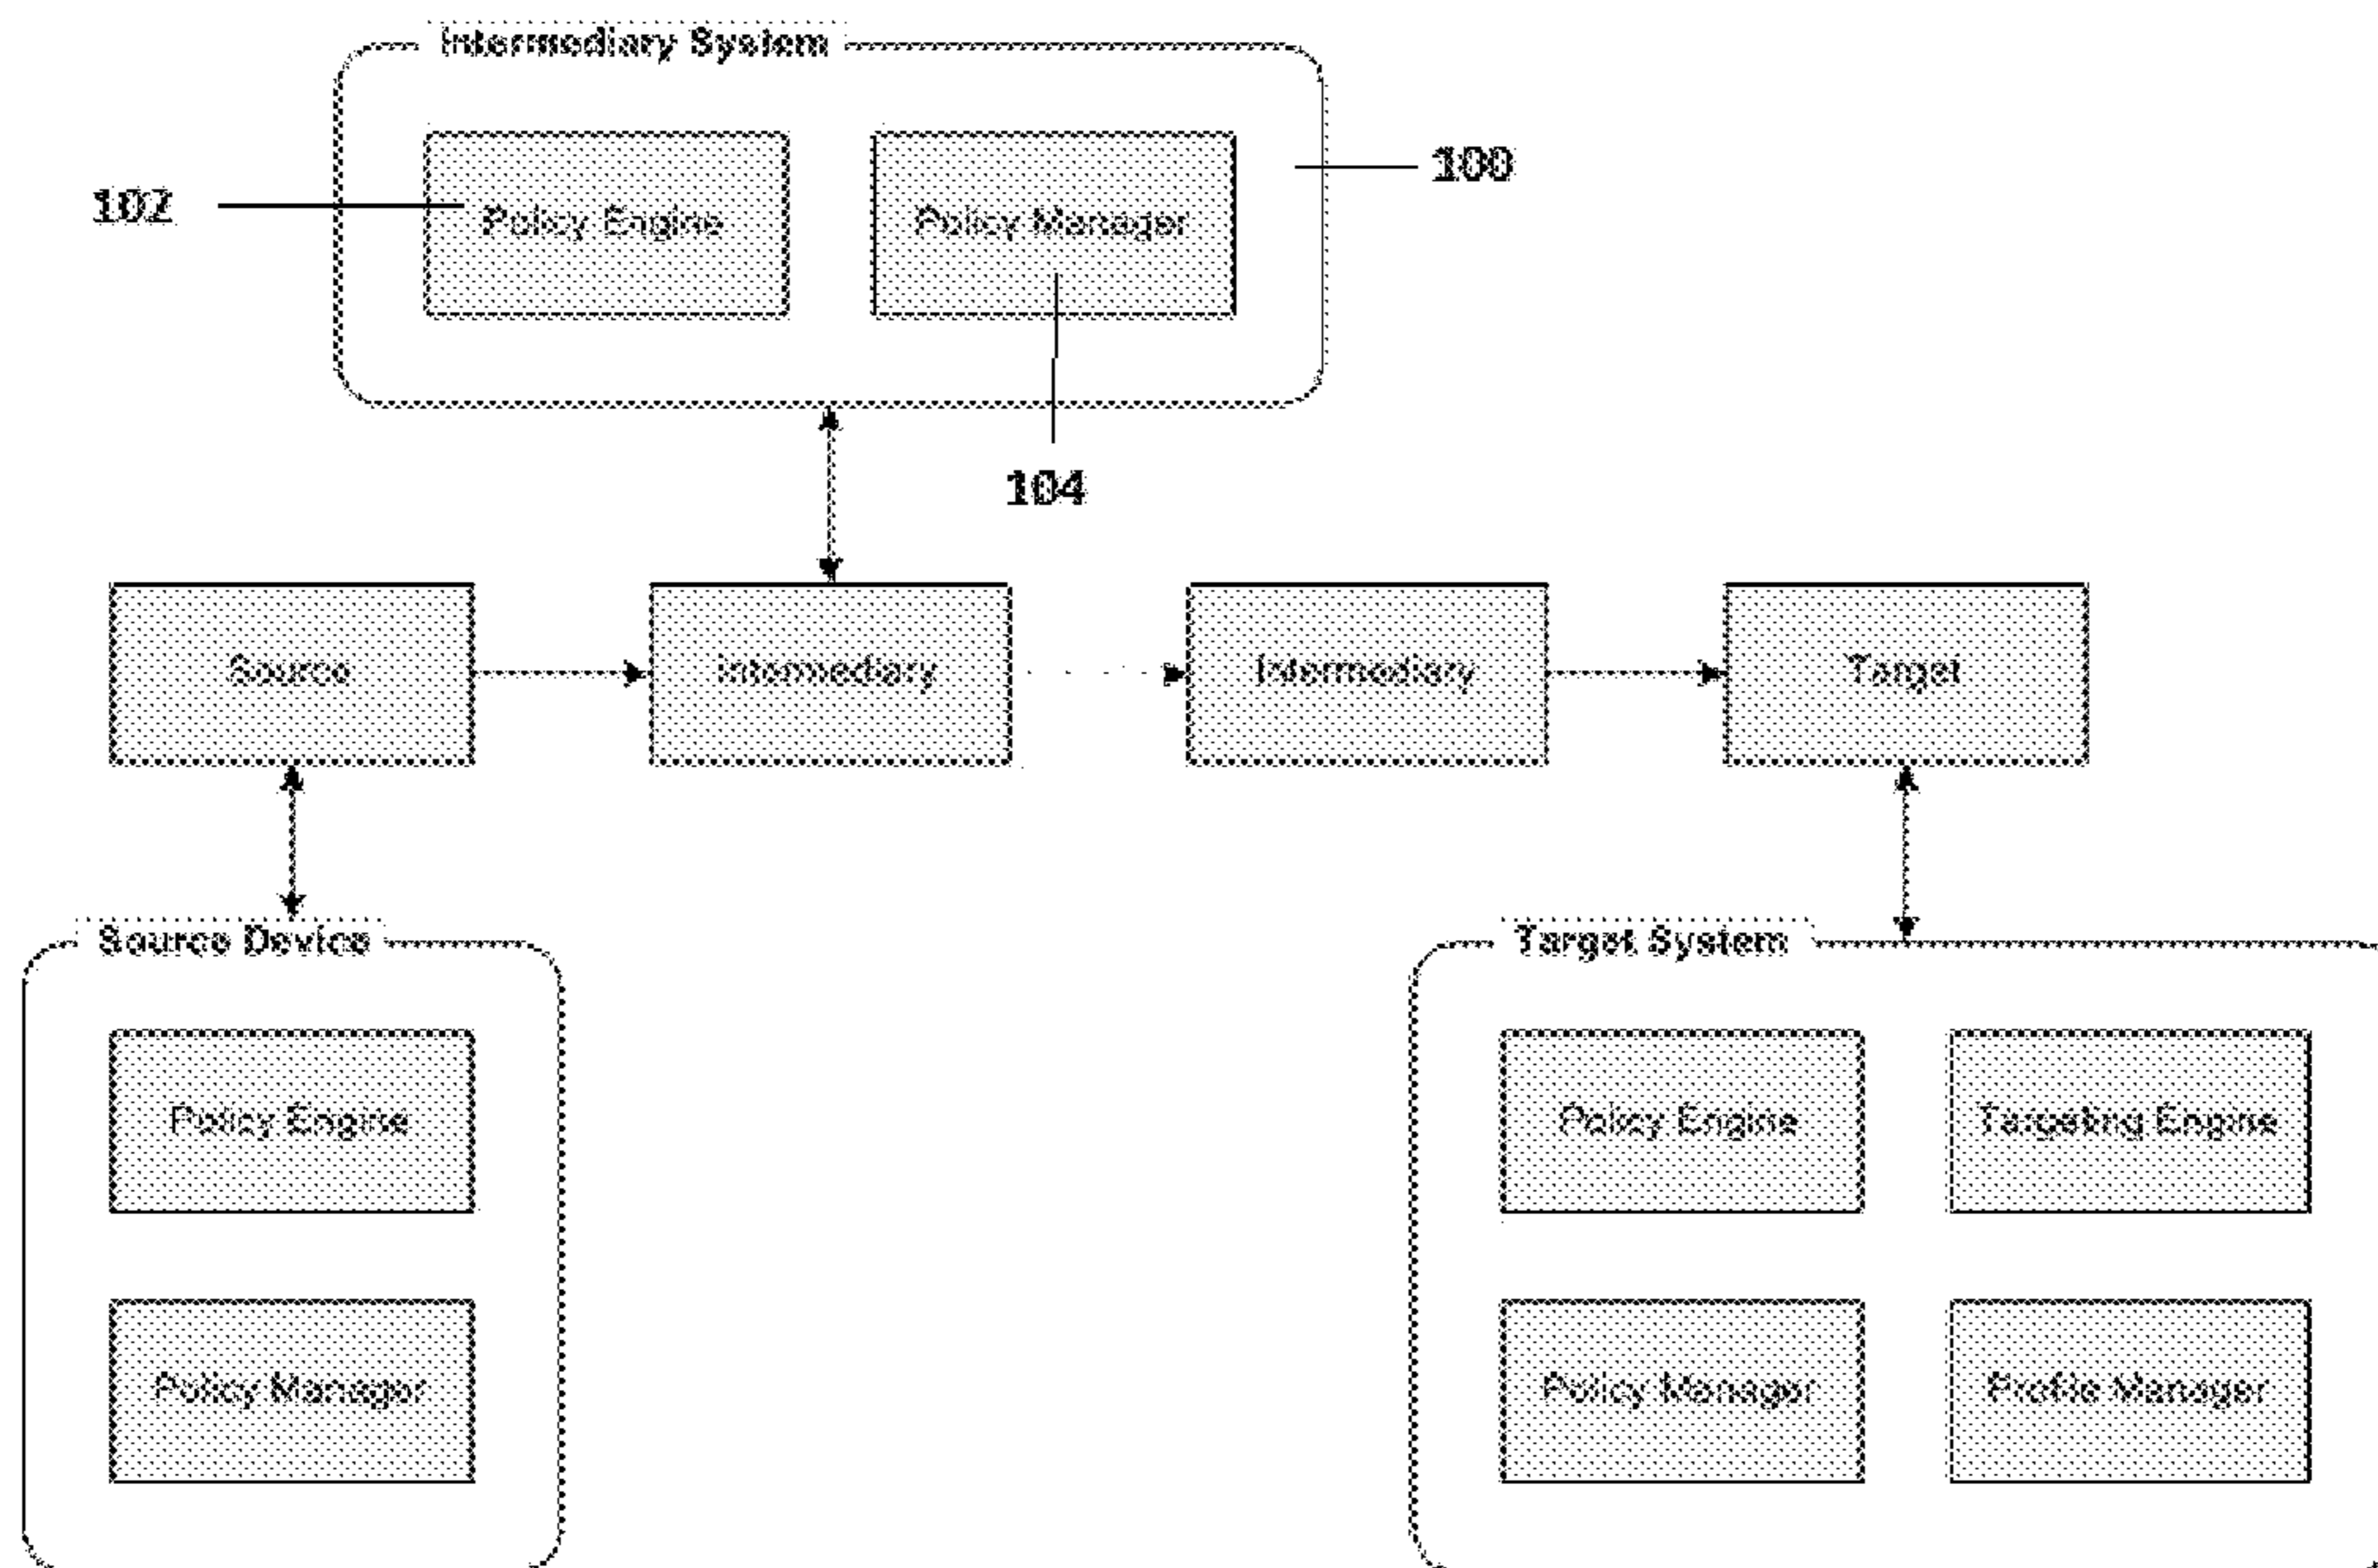 Intermediary System
100
102
Policy Engine
Policy Manager
104
Source
Intermediary
Intermediary
Target
Source Device
Target System
Policy Engine
Policy Engine
Targeting Engine
Policy Manager
Policy Manager
Profile Manager